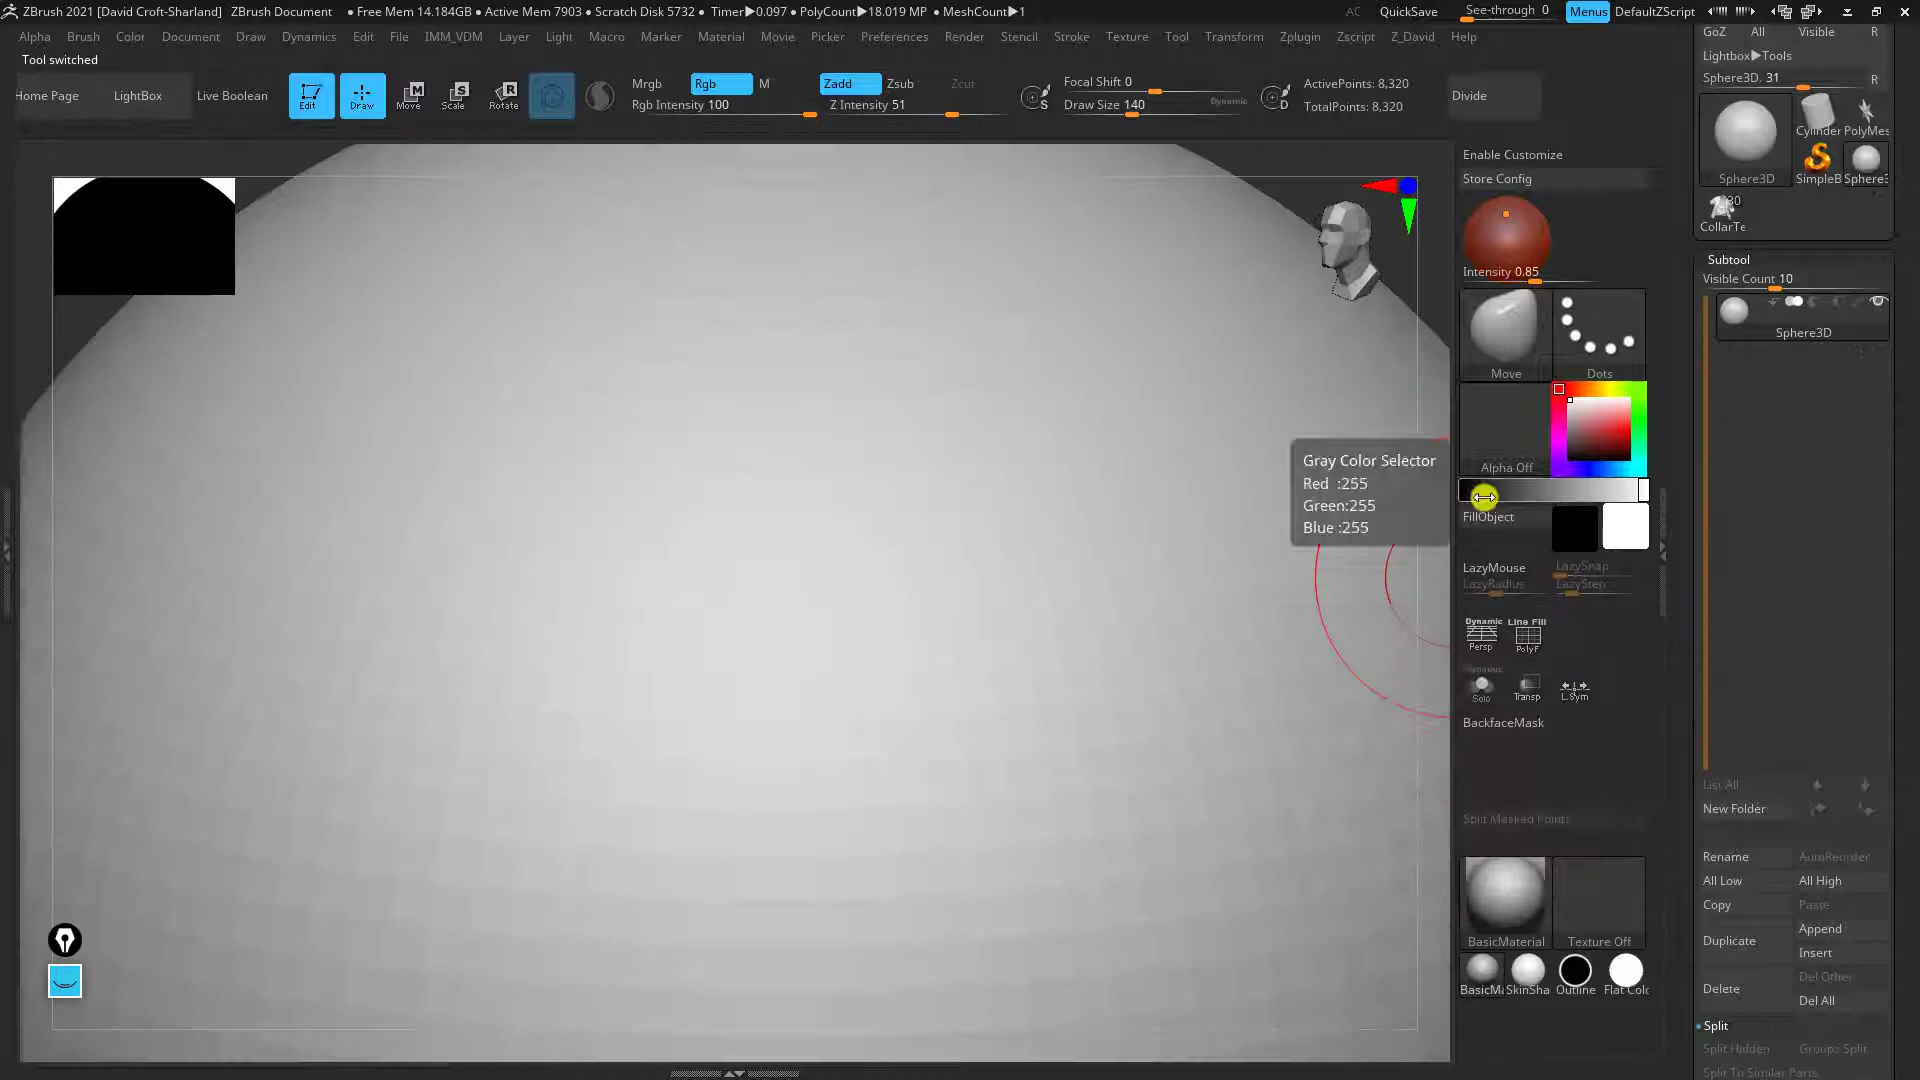 ZBrush 2021 [David Croft-Sharland] ZBrush Document ● Free Mem 14.184GB ● Active Mem 7903 ● Scratch Disk 5732 ● Timer▶0.097 ● PolyCount▶18.019 MP ● MeshCount▶1 AC QuickSave See-through 0 Menus DefaultZScript
Alpha Brush Color Document Draw Dynamics Edit File IMM_VDM Layer Light Macro Marker Material Movie Picker Preferences Render Stencil Stroke Texture Tool Transform Zplugin Zscript Z_David Help
GoZ All Visible R
Tool switched
Lightbox▶Tools
Sphere3D. 31 R
Home Page LightBox Live Boolean
Edit Draw Move Scale Rotate
Mrgb Rgb M
Rgb Intensity 100
Zadd Zsub Zcut
Z Intensity 51
Focal Shift 0
Draw Size 140 Dynamic
S D
ActivePoints: 8,320
TotalPoints: 8,320
Divide
Cylinder PolyMes
Sphere3D SimpleB Sphere3
30
CollarTe
Enable Customize
Store Config
Intensity 0.85
Move Dots
Alpha Off
Gray Color Selector
Red :255
Green:255
Blue :255
FillObject
LazyMouse LazySnap
LazyRadius LazyStep
Dynamic Line Fill
Persp PolyF
Dynamic
Solo Transp L.Sym
BackfaceMask
Split Masked Points
BasicMaterial Texture Off
BasicMa SkinSha Outline Flat Colo
Subtool
Visible Count 10
Sphere3D
List All
New Folder
Rename AutoReorder
All Low All High
Copy Paste
Duplicate Append
Insert
Delete Del Other
Del All
Split
Split Hidden Groups Split
Split To Similar Parts